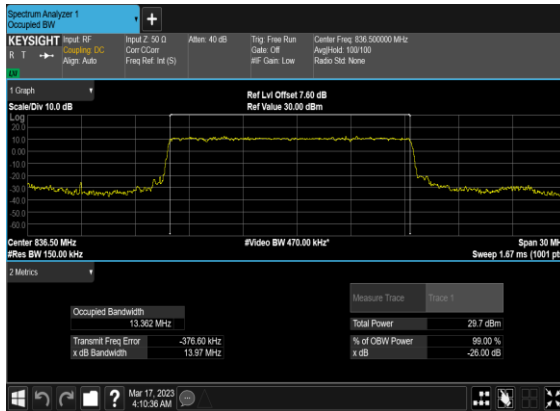 Spectrum Analyzer 1
Occupied BW
KEYSIGHT
R T
Input: RF
Coupling: DC
Align: Auto
Input Z: 50 Ω
Corr CCorr
Freq Ref: Int (S)
Atten: 40 dB
Trig: Free Run
Gate: Off
#IF Gain: Low
Center Freq: 836.500000 MHz
Avg|Hold: 100/100
Radio Std: None
1 Graph
Scale/Div 10.0 dB
Ref Lvl Offset 7.60 dB
Ref Value 30.00 dBm
Log
20.0
10.0
0.00
-10.0
-20.0
-30.0
-40.0
-50.0
-60.0
Center 836.50 MHz
#Video BW 470.00 kHz*
Span 30 MH
#Res BW 150.00 kHz
Sweep 1.67 ms (1001 pt
2 Metrics
Measure Trace
Trace 1
Occupied Bandwidth
13.362 MHz
Total Power
29.7 dBm
Transmit Freq Error
-376.60 kHz
% of OBW Power
99.00 %
x dB Bandwidth
13.97 MHz
x dB
-26.00 dB
?
Mar 17, 2023
4:10:36 AM